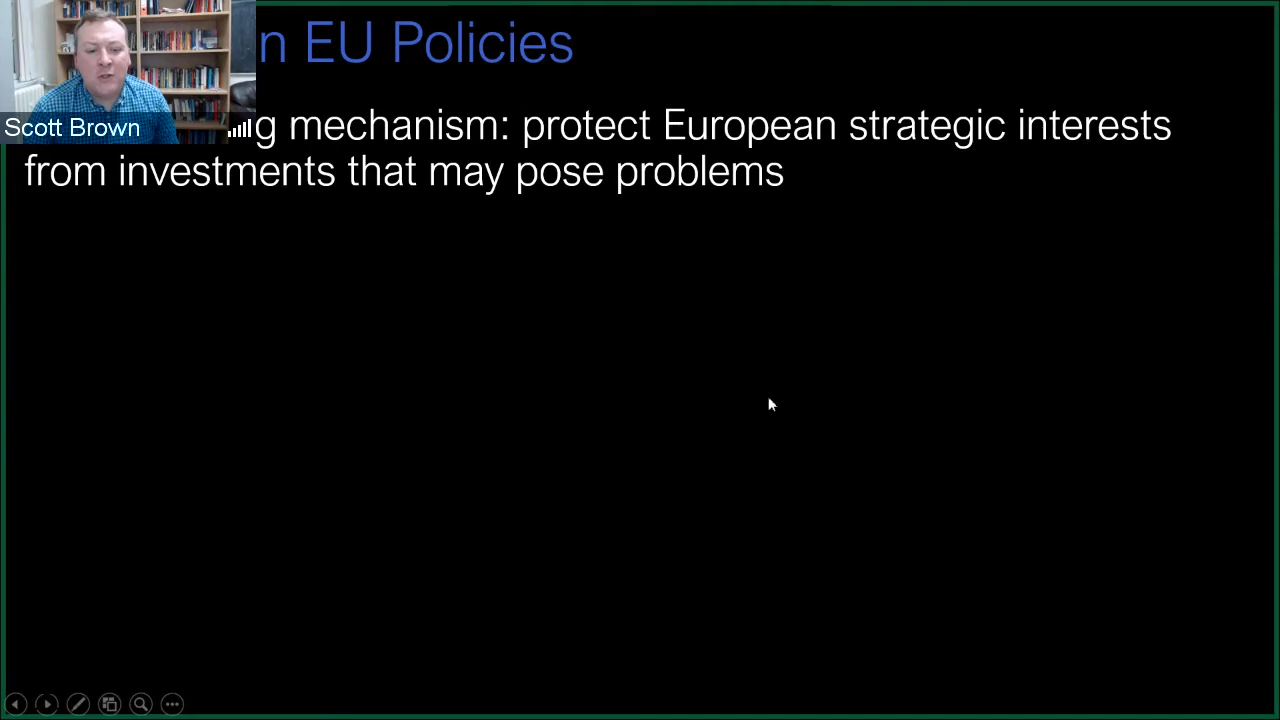 n EU Policies
Scott Brown
g mechanism: protect European strategic interests
from investments that may pose problems